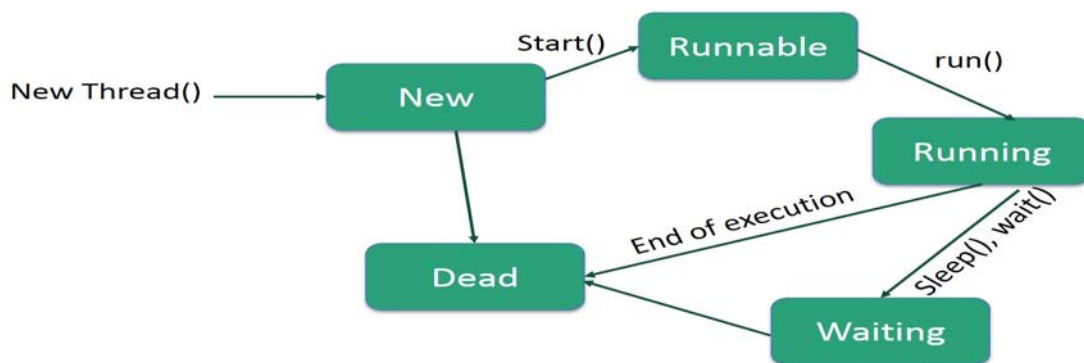 New Thread()
New
Start()
Runnable
run()
Running
End of execution
Sleep(), wait()
Dead
Waiting